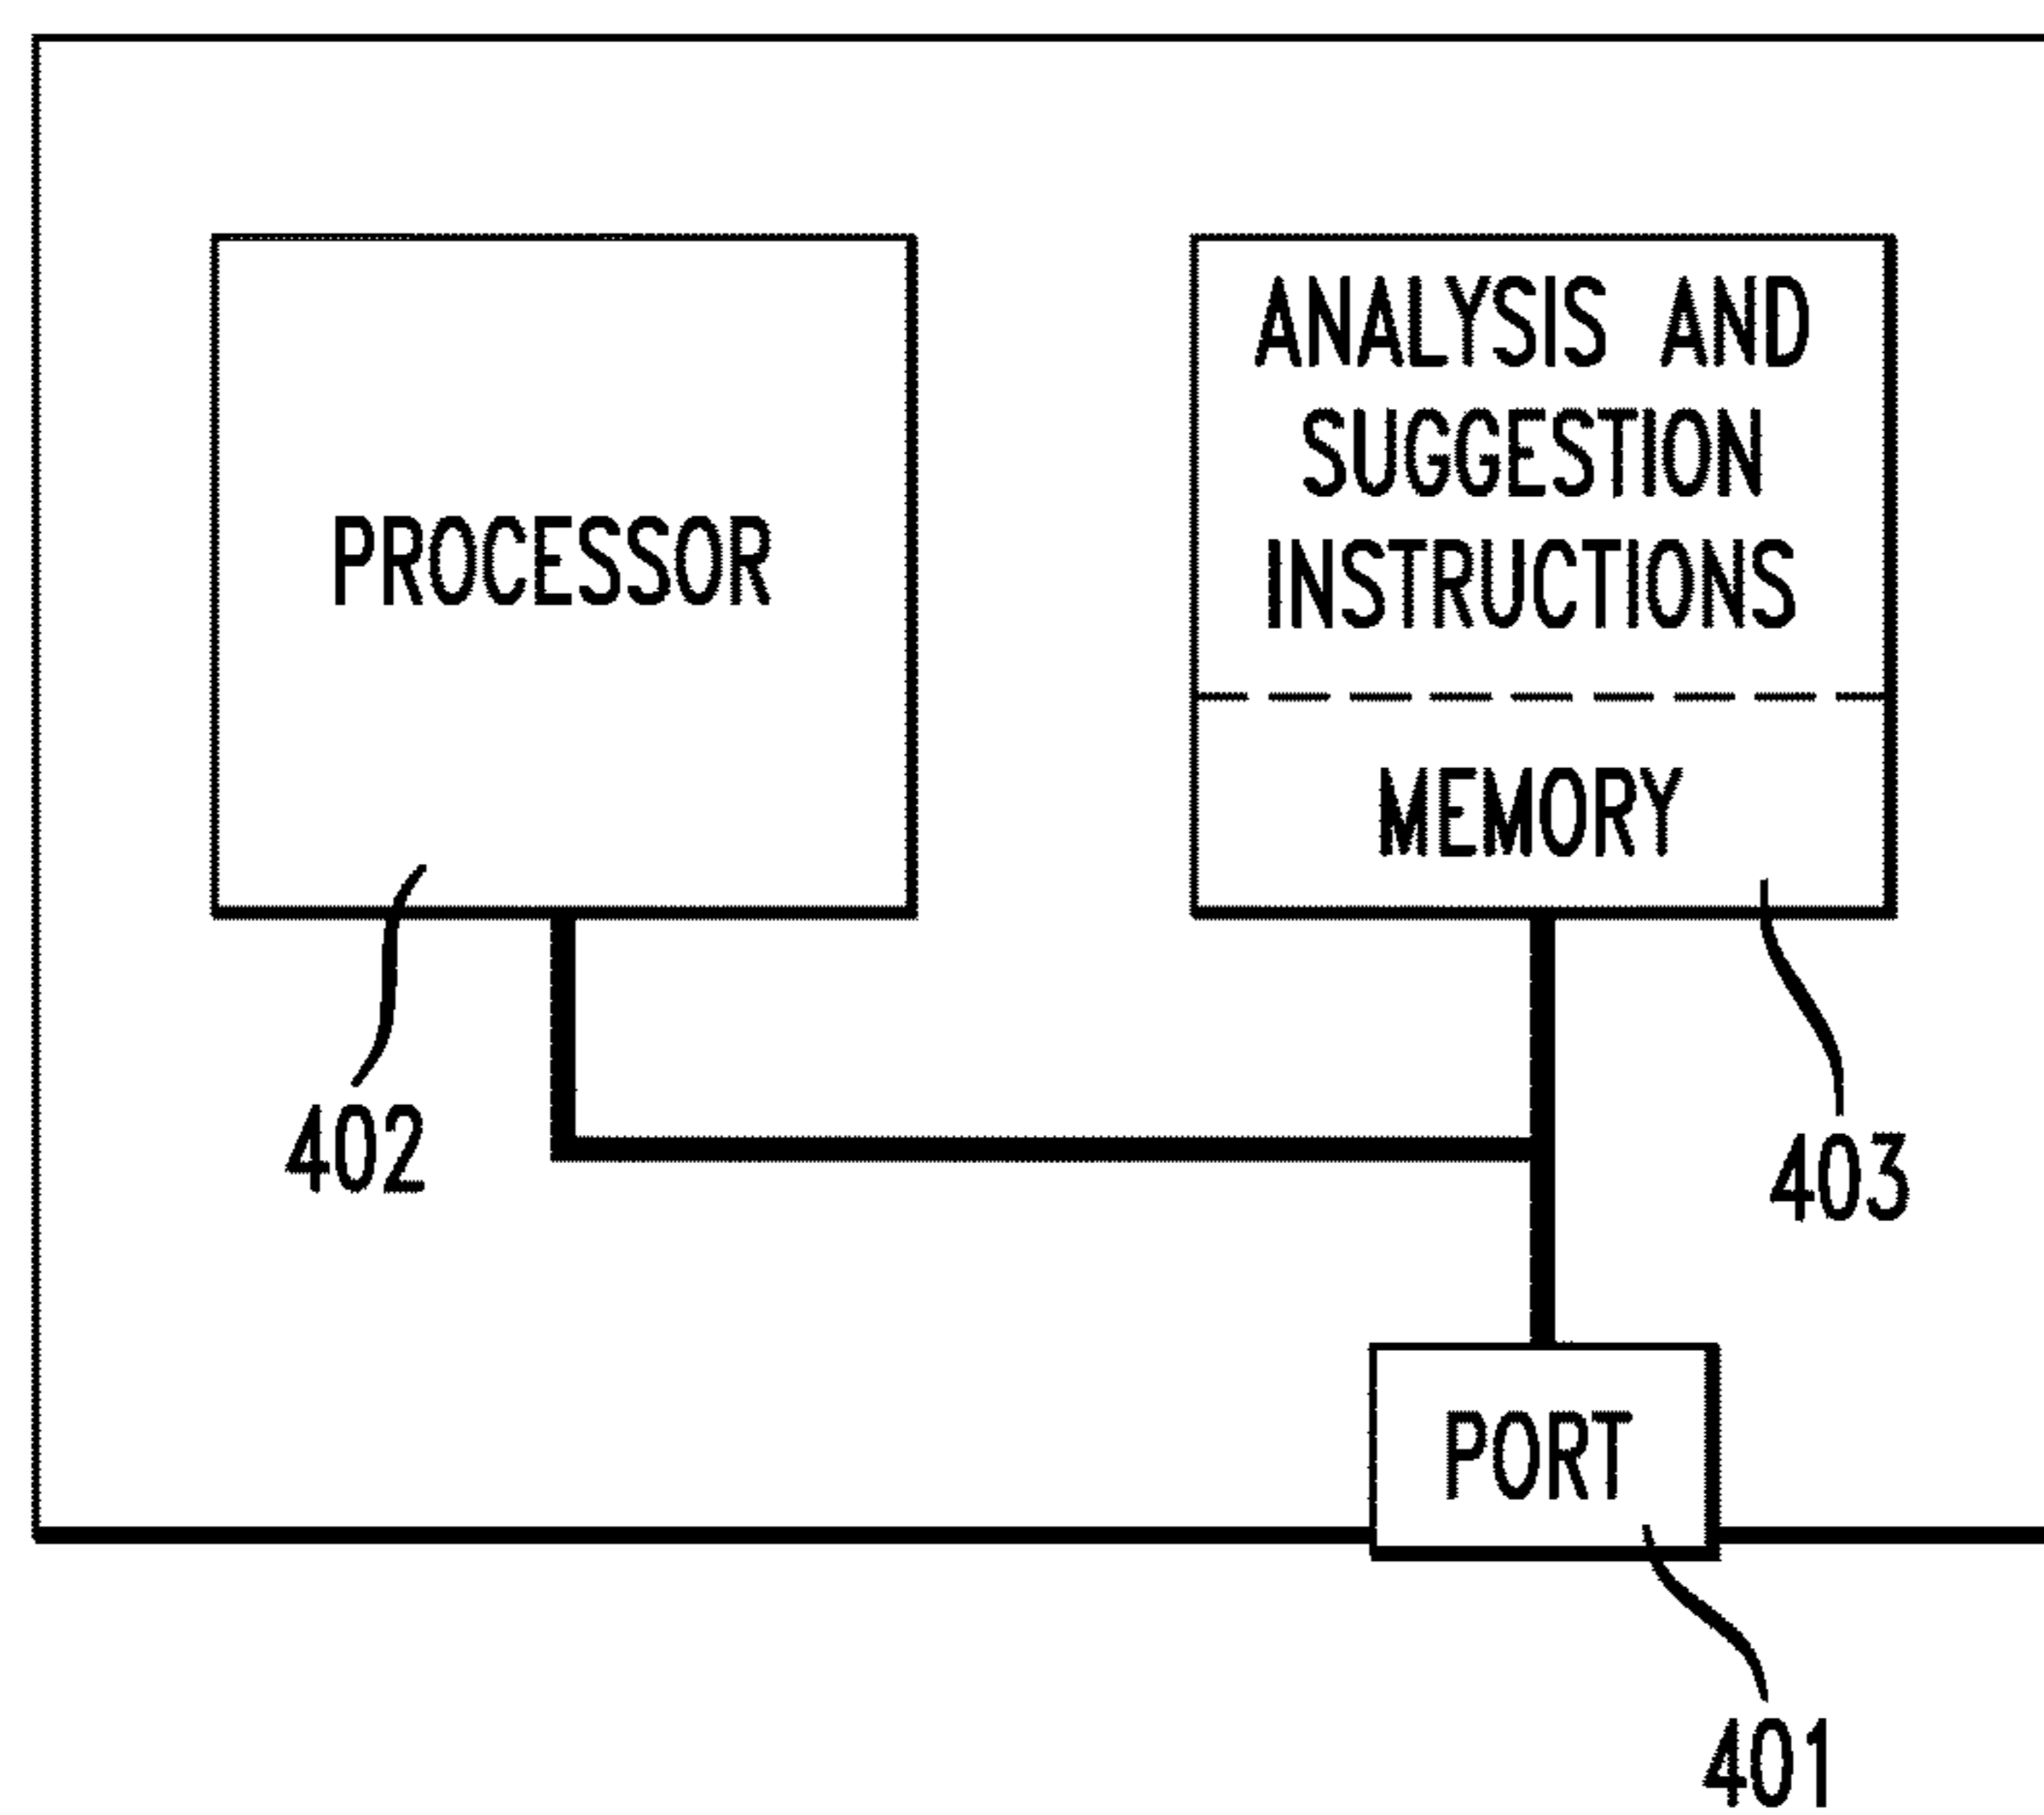 PROCESSOR
ANALYSIS AND
SUGGESTION
INSTRUCTIONS
MEMORY
402
403
PORT
401